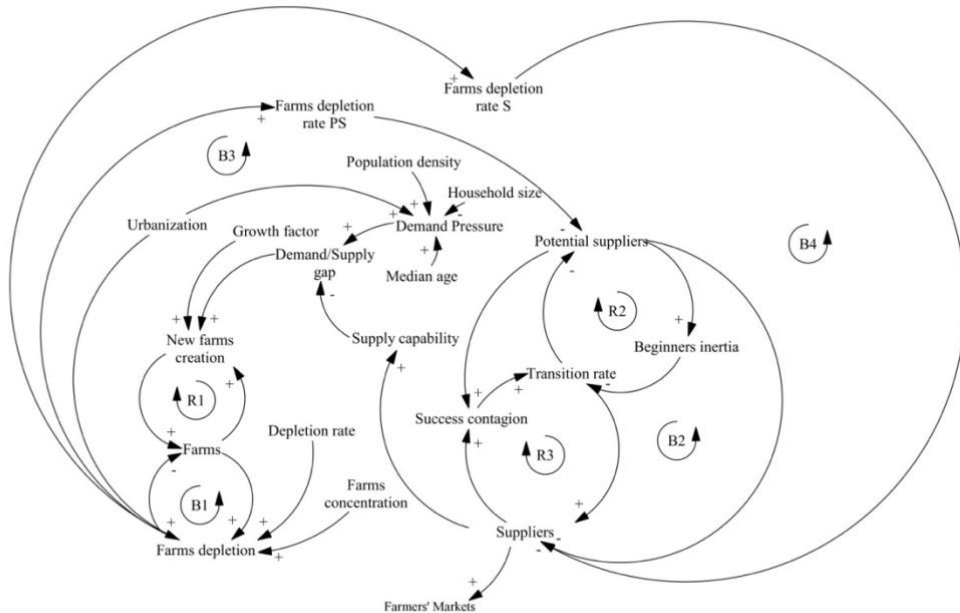 Farms depletion
rate S
Farms depletion
rate PS
B3
Population density
Household size
Urbanization
Growth factor
Demand Pressure
Demand/Supply
gap
Median age
Potential suppliers
B4
R2
New farms
creation
Supply capability
Beginners inertia
Transition rate
R1
Success contagion
Depletion rate
Farms
R3
B2
Farms
concentration
B1
Suppliers
Farms depletion
Farmers' Markets